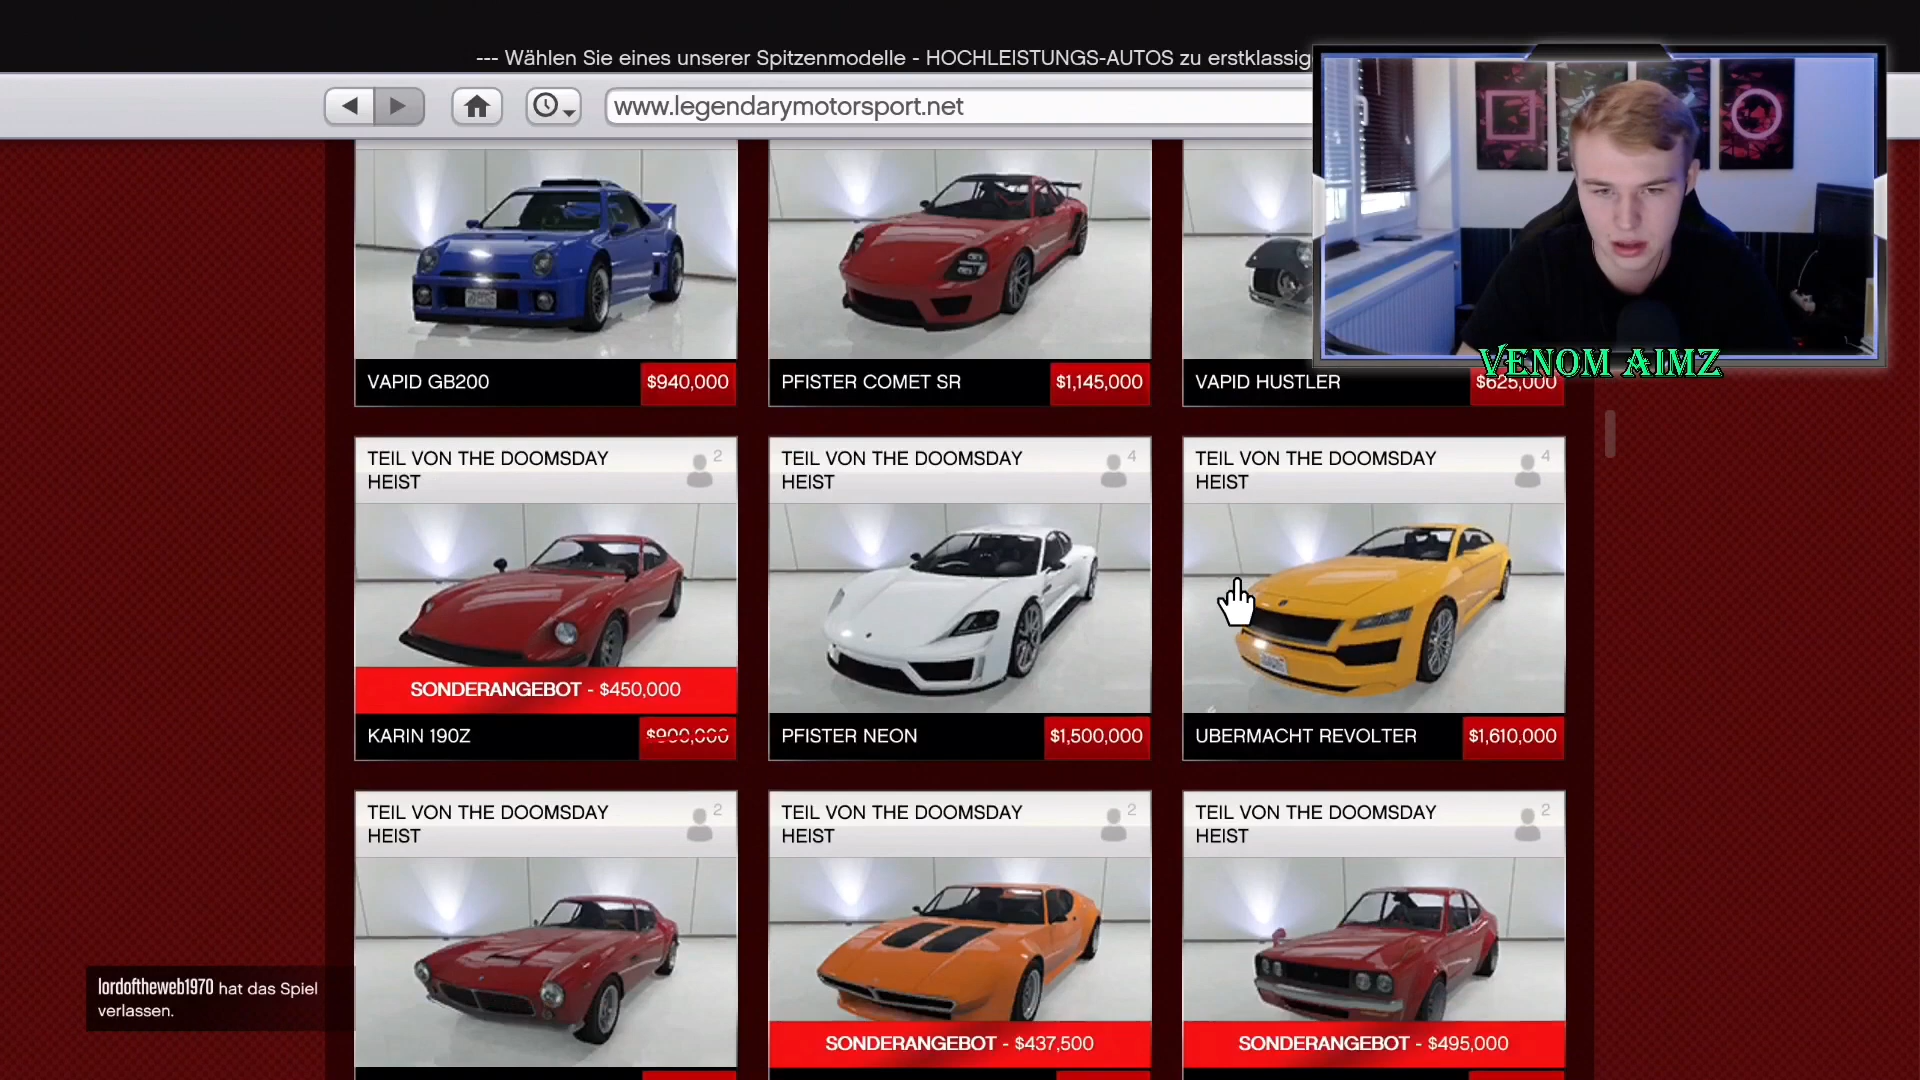 --- Wählen Sie eines unserer Spitzenmodelle - HOCHLEISTUNGS-AUTOS zu erstklassig
www.legendarymotorsport.net
VENOM AIMZ
VAPID GB200 $940,000
PFISTER COMET SR $1,145,000
VAPID HUSTLER $625,000
TEIL VON THE DOOMSDAY HEIST 2
TEIL VON THE DOOMSDAY HEIST 4
TEIL VON THE DOOMSDAY HEIST 4
SONDERANGEBOT - $450,000
KARIN 190Z $900,000
PFISTER NEON $1,500,000
UBERMACHT REVOLTER $1,610,000
TEIL VON THE DOOMSDAY HEIST 2
TEIL VON THE DOOMSDAY HEIST 2
TEIL VON THE DOOMSDAY HEIST 2
lordoftheweb1970 hat das Spiel
verlassen.
SONDERANGEBOT - $437,500
SONDERANGEBOT - $495,000